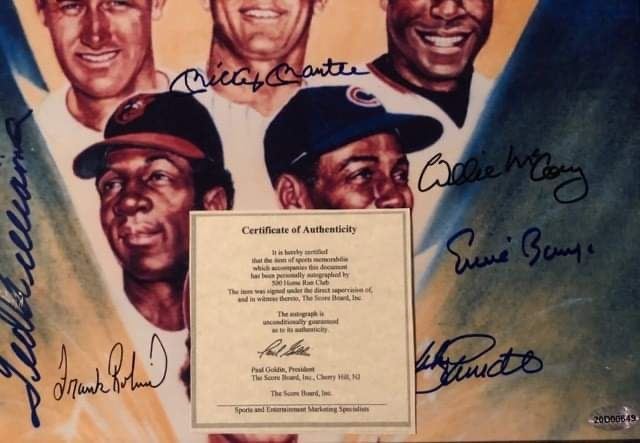 Mickey Mantle
C
Willie McCovey
Ted Williams
Ernie Banks
Frank Robinson
Certificate of Authenticity
It is hereby certified
that the item of sports memorabilia
which accompanies this document
has been personally autographed by
500 Home Run Club
The item was signed under the direct supervision of,
and in witness thereto, The Score Board, Inc.
The autograph is
unconditionally guaranteed
as to its authenticity.
Paul Goldin
Paul Goldin, President
The Score Board, Inc., Cherry Hill, NJ
The Score Board, Inc.
Sports and Entertainment Marketing Specialists
20D00649